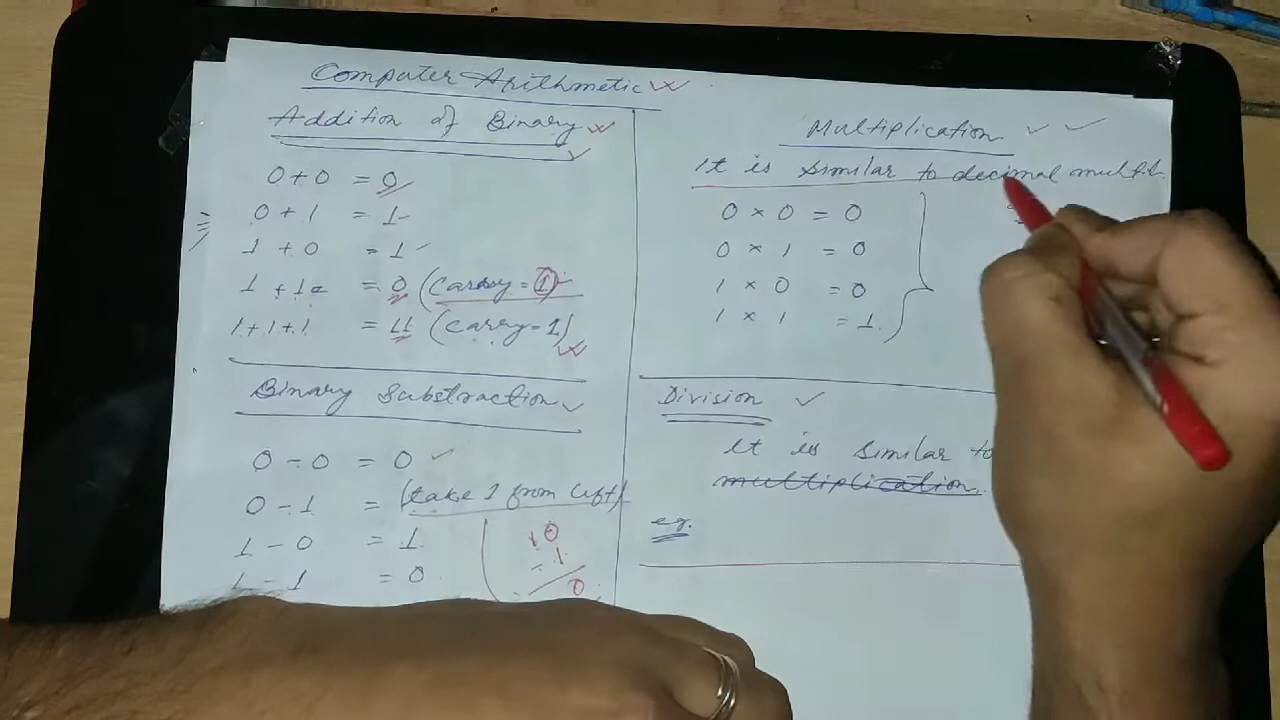 Computer Arithmetic
Addition of Binary
0 + 0 = 0
0 + 1 = 1
1 + 0 = 1
1 + 1 = 0 (Carry = 1)
1 + 1 + 1 = 11 (Carry = 1)
Binary Substraction
0 - 0 = 0
0 - 1 = (take 1 from left)
1 - 0 = 1
1 - 1 = 0
10
- 1
0
Multiplication
It is similar to decimal
0 × 0 = 0
0 × 1 = 0
1 × 0 = 0
1 × 1 = 1
Division
It is similar to
multiplication.
eg.